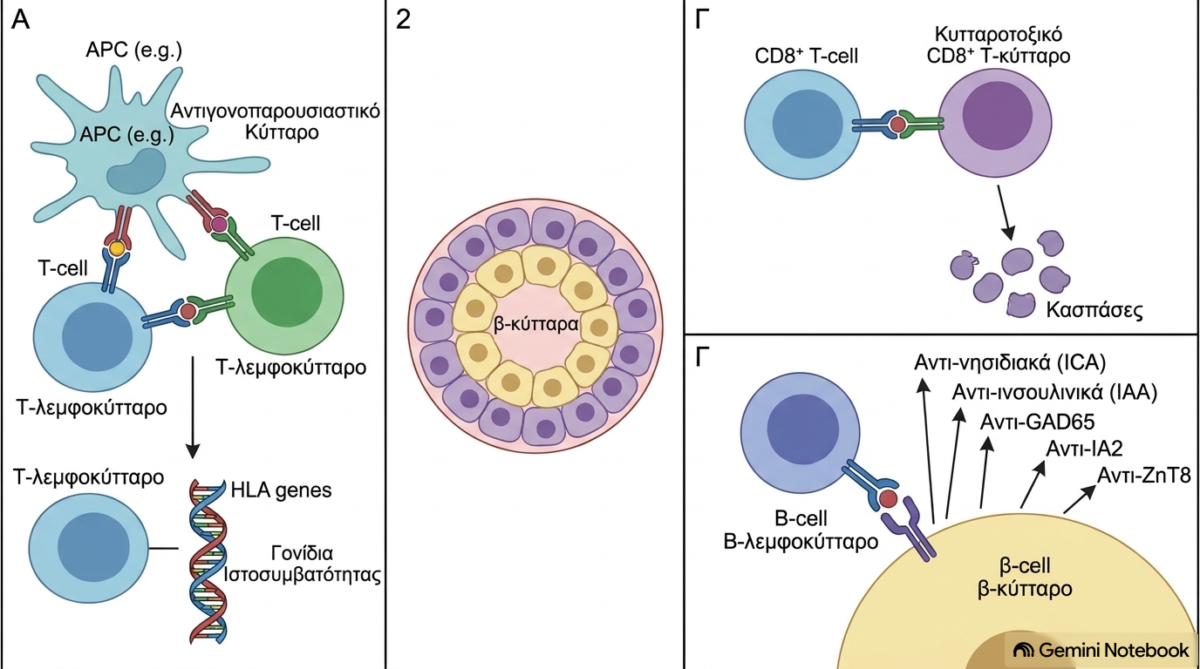 A
APC (e.g.)
APC (e.g.)
Αντιγονοπαρουσιαστικό
Κύτταρο
T-cell
T-cell
Τ-λεμφοκύτταρο
Τ-λεμφοκύτταρο
Τ-λεμφοκύτταρο
HLA genes
Γονίδια
Ιστοσυμβατότητας
2
β-κύτταρα
Γ
CD8⁺ T-cell
Κυτταροτοξικό
CD8⁺ Τ-κύτταρο
Κασπάσες
Γ
Αντι-νησιδιακά (ICA)
Αντι-ινσουλινικά (IAA)
Αντι-GAD65
Αντι-IA2
Αντι-ZnT8
B-cell
Β-λεμφοκύτταρο
β-cell
β-κύτταρο
Gemini Notebook